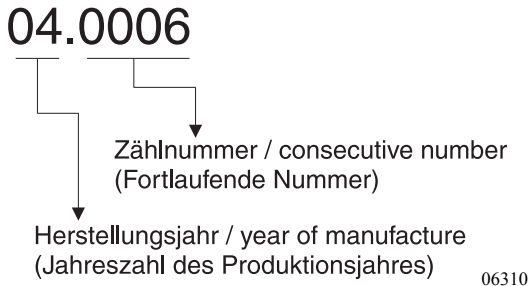 04.0006
Zählnummer / consecutive number
(Fortlaufende Nummer)
Herstellungsjahr / year of manufacture
(Jahreszahl des Produktionsjahres)
06310